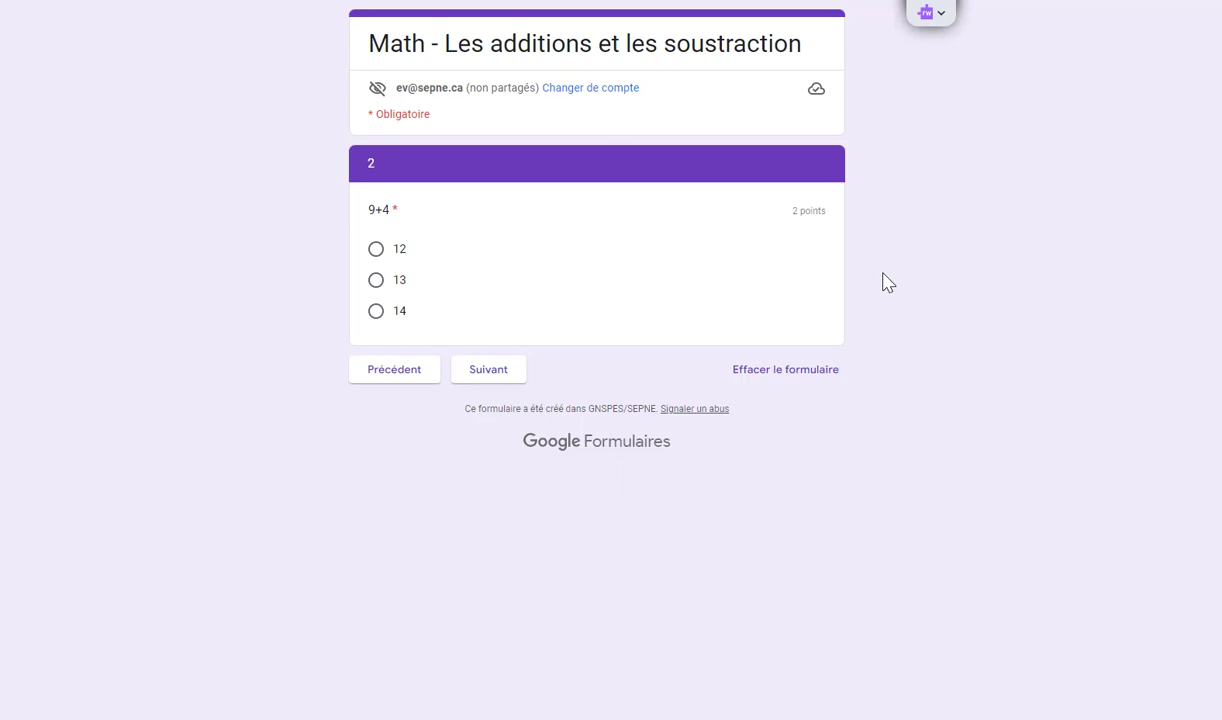 Math - Les additions et les soustraction
ev@sepne.ca (non partagés) Changer de compte
* Obligatoire
2
9+4 *
2 points
12
13
14
Précédent
Suivant
Effacer le formulaire
Ce formulaire a été créé dans GNSPES/SEPNE. Signaler un abus
Google Formulaires
rw